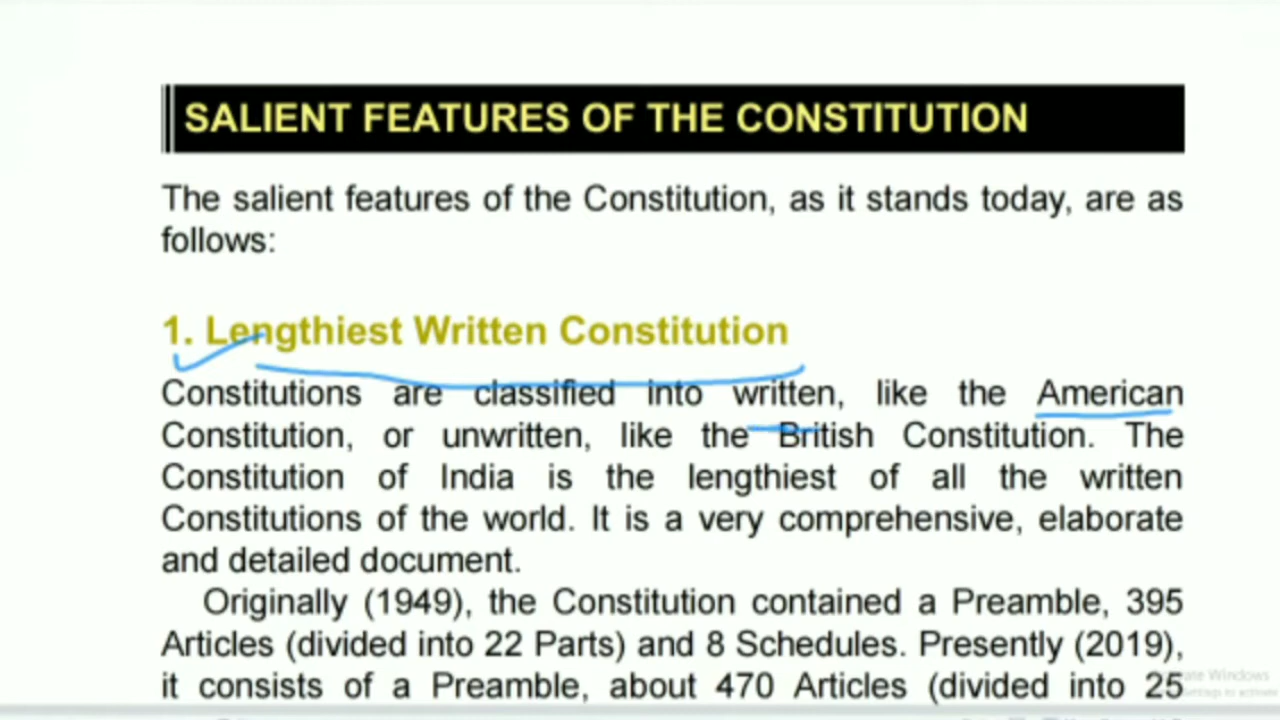 SALIENT FEATURES OF THE CONSTITUTION
The salient features of the Constitution, as it stands today, are as
follows:
1. Lengthiest Written Constitution
Constitutions are classified into written, like the American
Constitution, or unwritten, like the British Constitution. The
Constitution of India is the lengthiest of all the written
Constitutions of the world. It is a very comprehensive, elaborate
and detailed document.
Originally (1949), the Constitution contained a Preamble, 395
Articles (divided into 22 Parts) and 8 Schedules. Presently (2019),
it consists of a Preamble, about 470 Articles (divided into 25